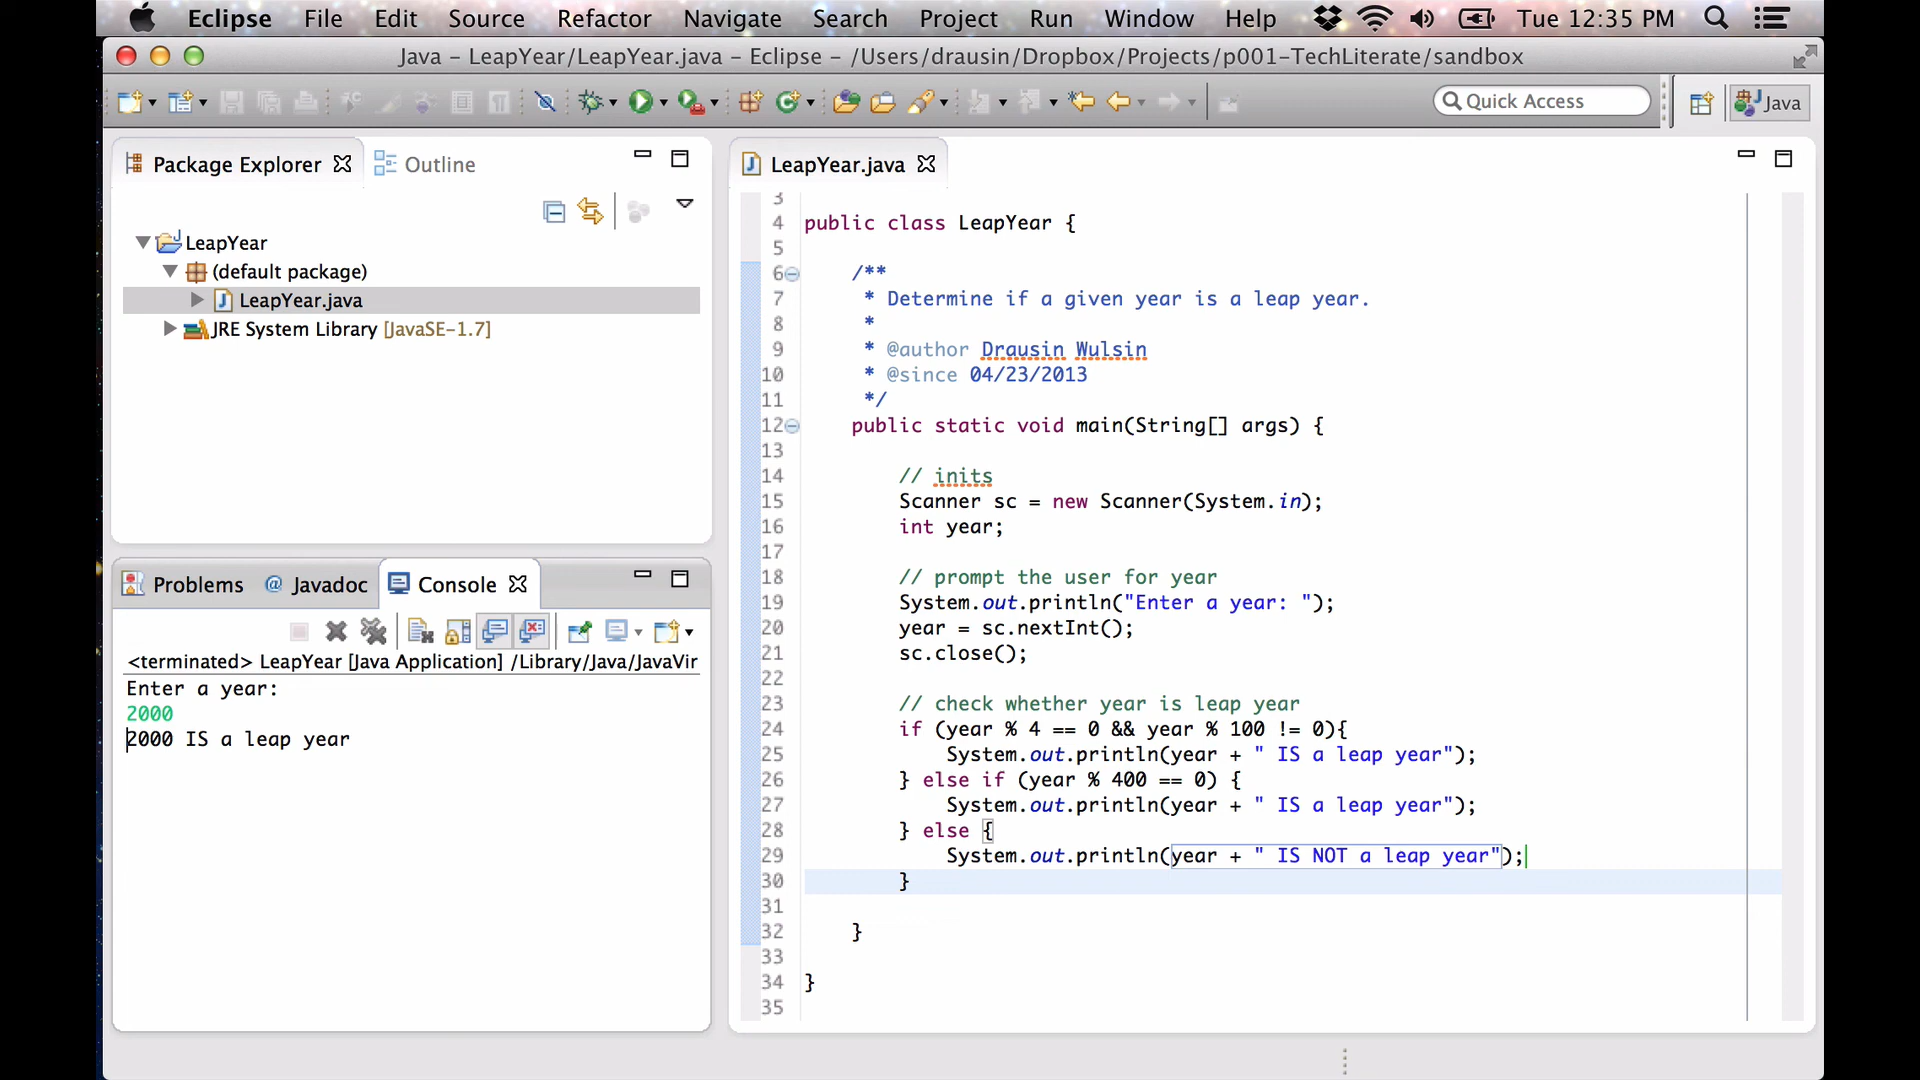 Eclipse File Edit Source Refactor Navigate Search Project Run Window Help Tue 12:35 PM
Java – LeapYear/LeapYear.java – Eclipse – /Users/drausin/Dropbox/Projects/p001-TechLiterate/sandbox
Quick Access
Java
Package Explorer
Outline
LeapYear
(default package)
LeapYear.java
JRE System Library [JavaSE-1.7]
Problems
@ Javadoc
Console
<terminated> LeapYear [Java Application] /Library/Java/JavaVir
Enter a year:
2000
2000 IS a leap year
LeapYear.java
3
4 public class LeapYear {
5
6 /**
7 * Determine if a given year is a leap year.
8 *
9 * @author Drausin Wulsin
10 * @since 04/23/2013
11 */
12 public static void main(String[] args) {
13
14 // inits
15 Scanner sc = new Scanner(System.in);
16 int year;
17
18 // prompt the user for year
19 System.out.println("Enter a year: ");
20 year = sc.nextInt();
21 sc.close();
22
23 // check whether year is leap year
24 if (year % 4 == 0 && year % 100 != 0){
25 System.out.println(year + " IS a leap year");
26 } else if (year % 400 == 0) {
27 System.out.println(year + " IS a leap year");
28 } else {
29 System.out.println(year + " IS NOT a leap year");
30 }
31
32 }
33
34 }
35